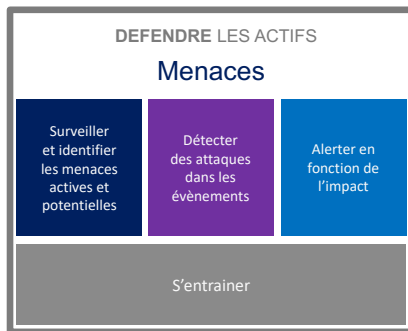 DEFENDRE LES ACTIFS
Menaces
Surveiller
et identifier
les menaces
actives et
potentielles
Détecter
des attaques
dans les
évènements
Alerter en
fonction de
l'impact
S'entrainer